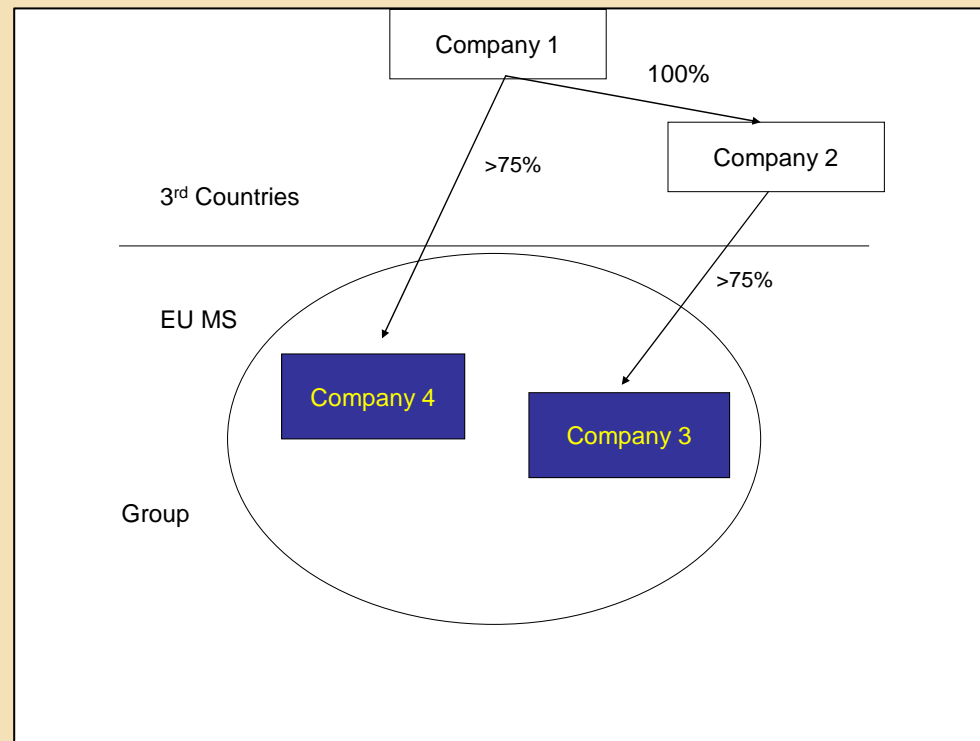 Company 1
100%
Company 2
>75%
3rd Countries
>75%
EU MS
Company 4
Company 3
Group